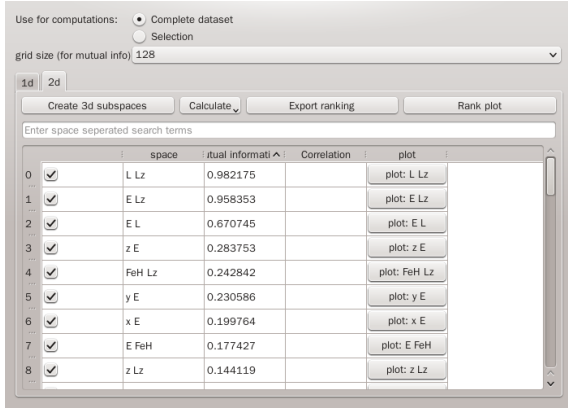 Use for computations: Complete dataset
Selection
grid size (for mutual info) 128
1d 2d
Create 3d subspaces Calculate Export ranking Rank plot
Enter space seperated search terms
space utual informati Correlation plot
0 L Lz 0.982175 plot: L Lz
1 E Lz 0.958353 plot: E Lz
2 E L 0.670745 plot: E L
3 z E 0.283753 plot: z E
4 FeH Lz 0.242842 plot: FeH Lz
5 y E 0.230586 plot: y E
6 x E 0.199764 plot: x E
7 E FeH 0.177427 plot: E FeH
8 z Lz 0.144119 plot: z Lz